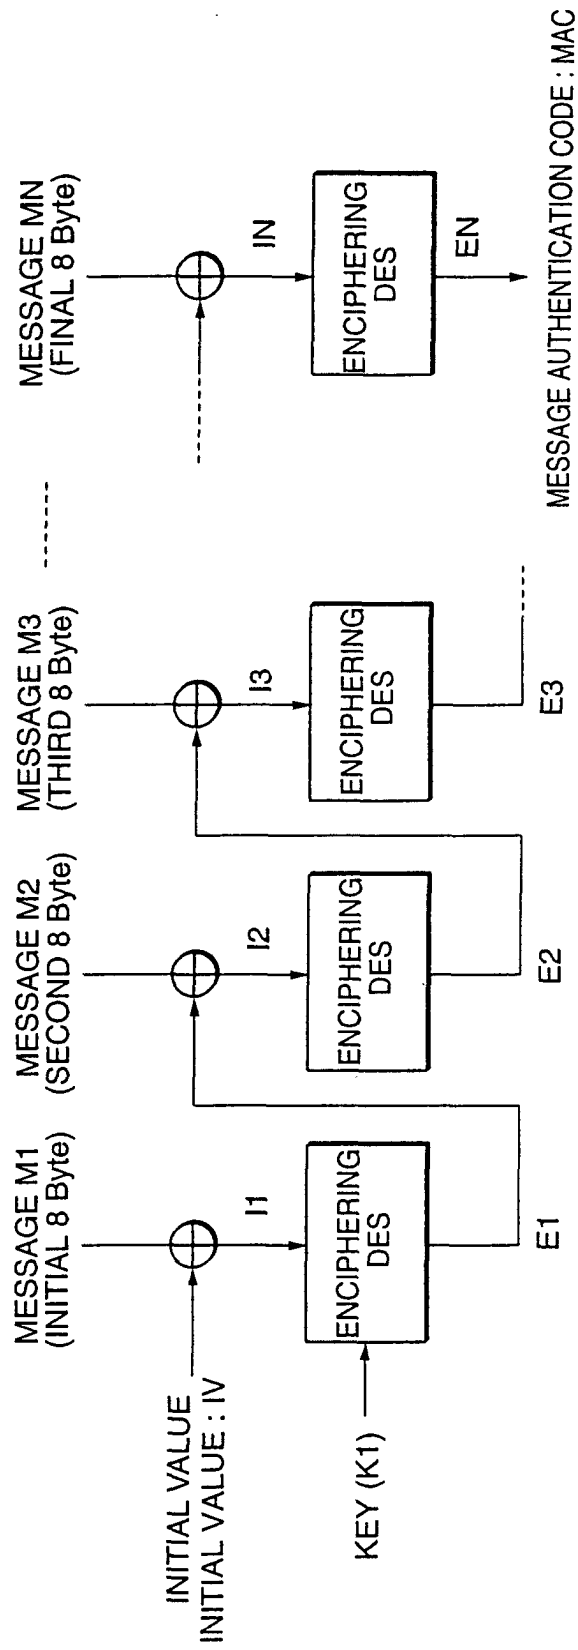 MESSAGE M1
(INITIAL 8 Byte)
MESSAGE M2
(SECOND 8 Byte)
MESSAGE M3
(THIRD 8 Byte)
MESSAGE MN
(FINAL 8 Byte)
INITIAL VALUE
INITIAL VALUE : IV
I1
I2
I3
IN
KEY (K1)
ENCIPHERING
DES
ENCIPHERING
DES
ENCIPHERING
DES
ENCIPHERING
DES
E1
E2
E3
EN
MESSAGE AUTHENTICATION CODE : MAC